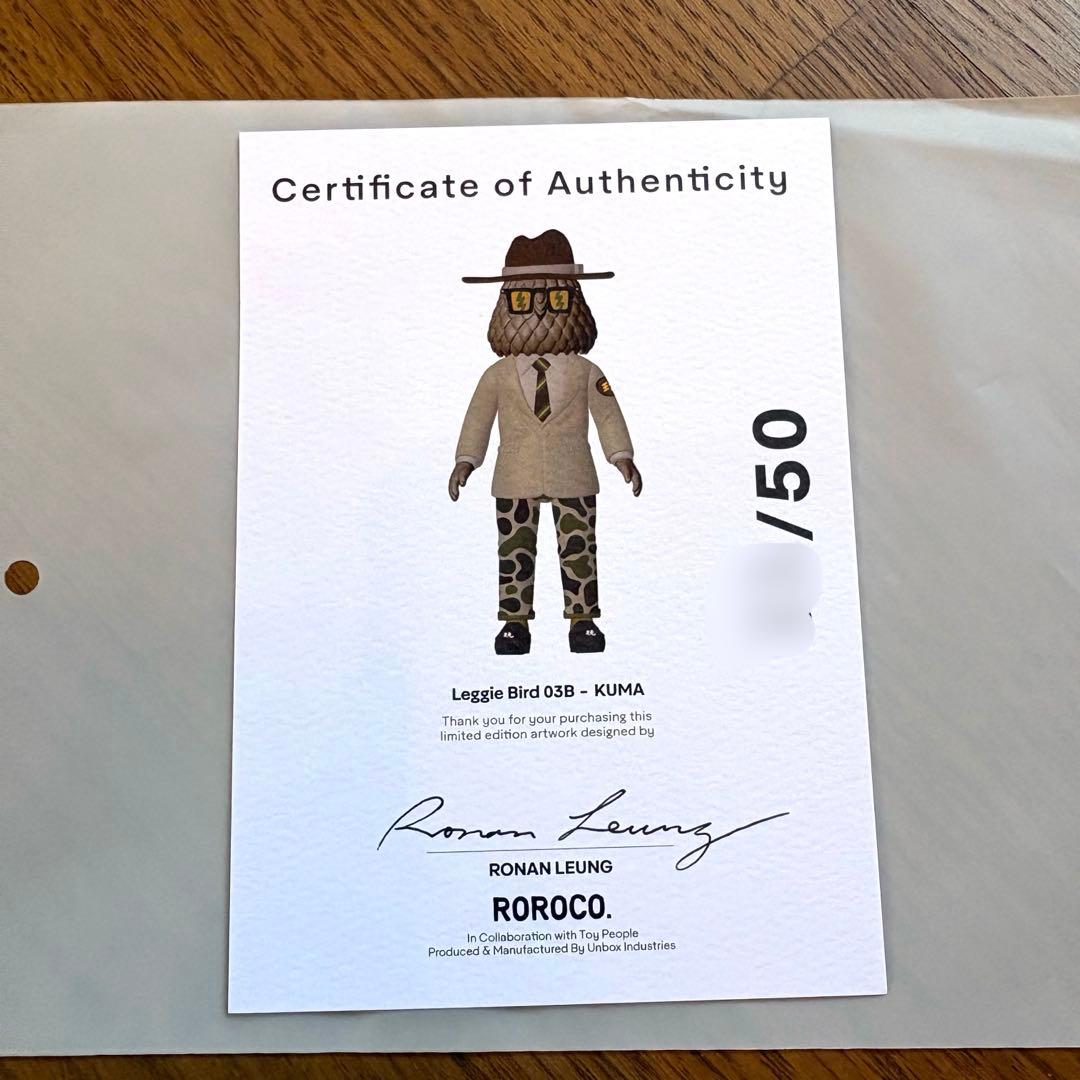 Certificate of Authenticity
/50
Leggie Bird 03B - KUMA
Thank you for your purchasing this
limited edition artwork designed by
Ronan Leung
RONAN LEUNG
ROROCO.
In Collaboration with Toy People
Produced & Manufactured By Unbox Industries